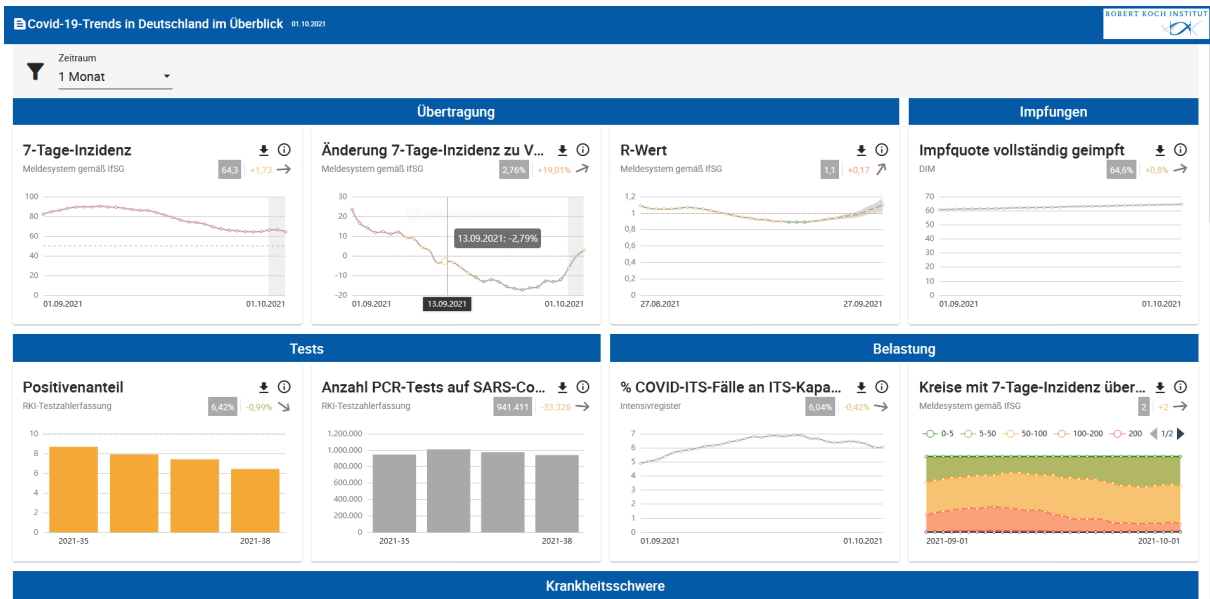 Covid-19-Trends in Deutschland im Überblick 01.10.2021
ROBERT KOCH INSTITUT
Zeitraum
1 Monat
Übertragung
Impfungen
7-Tage-Inzidenz
Meldesystem gemäß IfSG
64,3 +1,73
100
80
60
40
20
0
01.09.2021 01.10.2021
Änderung 7-Tage-Inzidenz zu V...
Meldesystem gemäß IfSG
2,76% +19,01%
30
20
10
0
-10
-20
13.09.2021: -2,79%
01.09.2021 13.09.2021 01.10.2021
R-Wert
Meldesystem gemäß IfSG
1,1 +0,17
1,2
1
0,8
0,6
0,4
0,2
0
27.08.2021 27.09.2021
Impfquote vollständig geimpft
DIM
64,6% +0,8%
70
60
50
40
30
20
10
0
01.09.2021 01.10.2021
Tests
Belastung
Positivenanteil
RKI-Testzahlerfassung
6,42% -0,99%
10
8
6
4
2
0
2021-35 2021-38
Anzahl PCR-Tests auf SARS-Co...
RKI-Testzahlerfassung
941.411 -33.326
1.200.000
1.000.000
800.000
600.000
400.000
200.000
0
2021-35 2021-38
% COVID-ITS-Fälle an ITS-Kapa...
Intensivregister
6,04% -0,42%
7
6
5
4
3
2
1
0
01.09.2021 01.10.2021
Kreise mit 7-Tage-Inzidenz über...
Meldesystem gemäß IfSG
2 +2
0-5 5-50 50-100 100-200 200 1/2
2021-09-01 2021-10-01
Krankheitsschwere